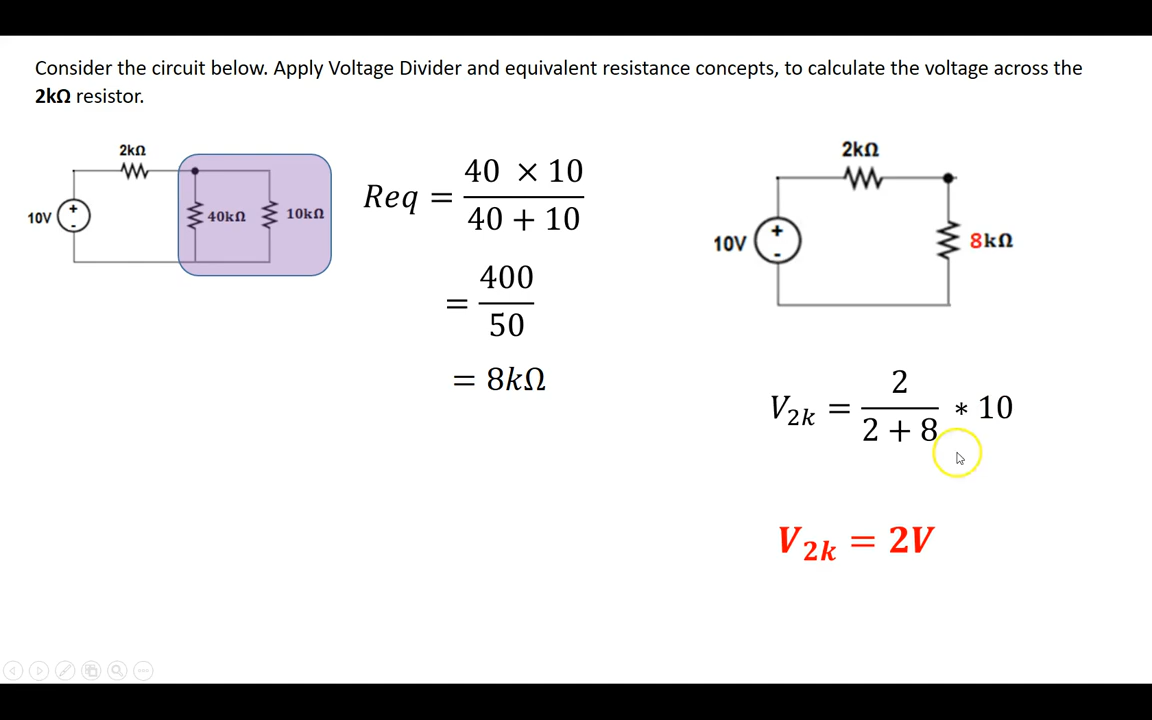 Consider the circuit below. Apply Voltage Divider and equivalent resistance concepts, to calculate the voltage across the
2kΩ resistor.
2kΩ
10V
+
-
40kΩ
10kΩ
Req = (40 × 10) / (40 + 10)
= 400 / 50
= 8kΩ
2kΩ
10V
+
-
8kΩ
V2k = 2 / (2 + 8) * 10
V2k = 2V